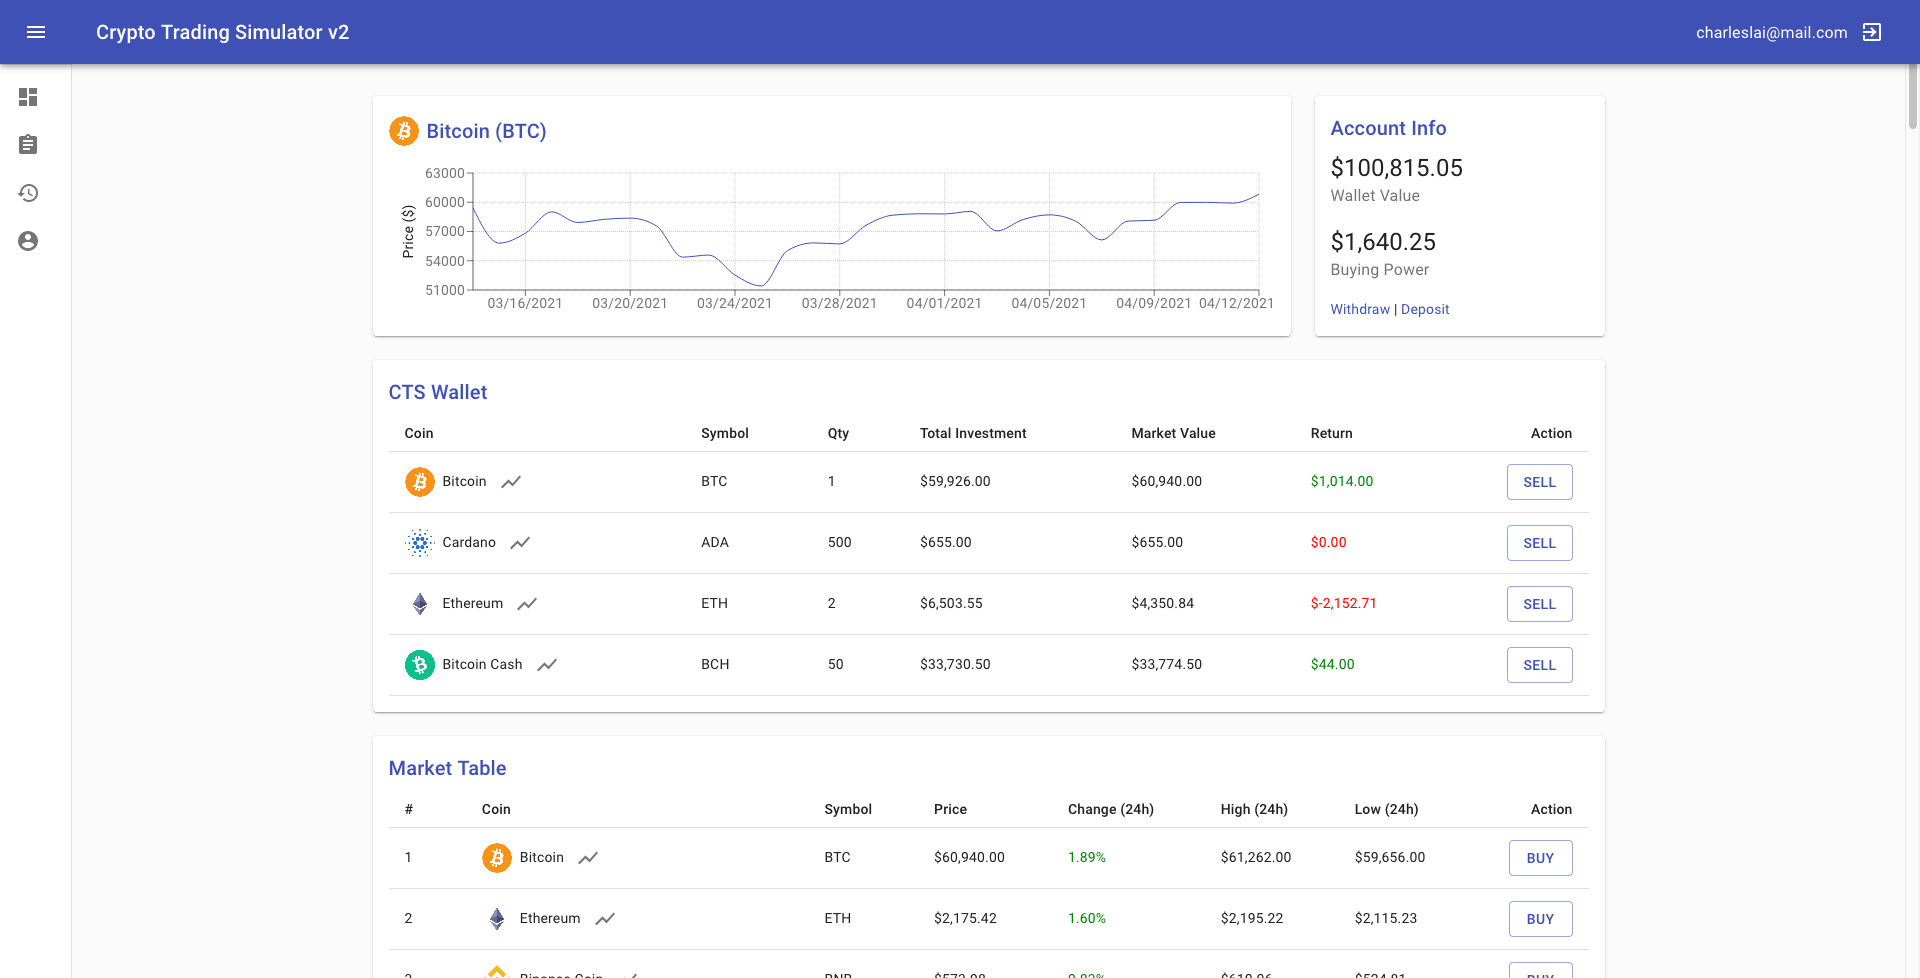 Crypto Trading Simulator v2
charleslai@mail.com
Bitcoin (BTC)
Price ($)
63000
60000
57000
54000
51000
03/16/2021 03/20/2021 03/24/2021 03/28/2021 04/01/2021 04/05/2021 04/09/2021 04/12/2021
Account Info
$100,815.05
Wallet Value
$1,640.25
Buying Power
Withdraw | Deposit
CTS Wallet
Coin Symbol Qty Total Investment Market Value Return Action
Bitcoin BTC 1 $59,926.00 $60,940.00 $1,014.00 SELL
Cardano ADA 500 $655.00 $655.00 $0.00 SELL
Ethereum ETH 2 $6,503.55 $4,350.84 $-2,152.71 SELL
Bitcoin Cash BCH 50 $33,730.50 $33,774.50 $44.00 SELL
Market Table
# Coin Symbol Price Change (24h) High (24h) Low (24h) Action
1 Bitcoin BTC $60,940.00 1.89% $61,262.00 $59,656.00 BUY
2 Ethereum ETH $2,175.42 1.60% $2,195.22 $2,115.23 BUY
Binance Coin BNB BUY